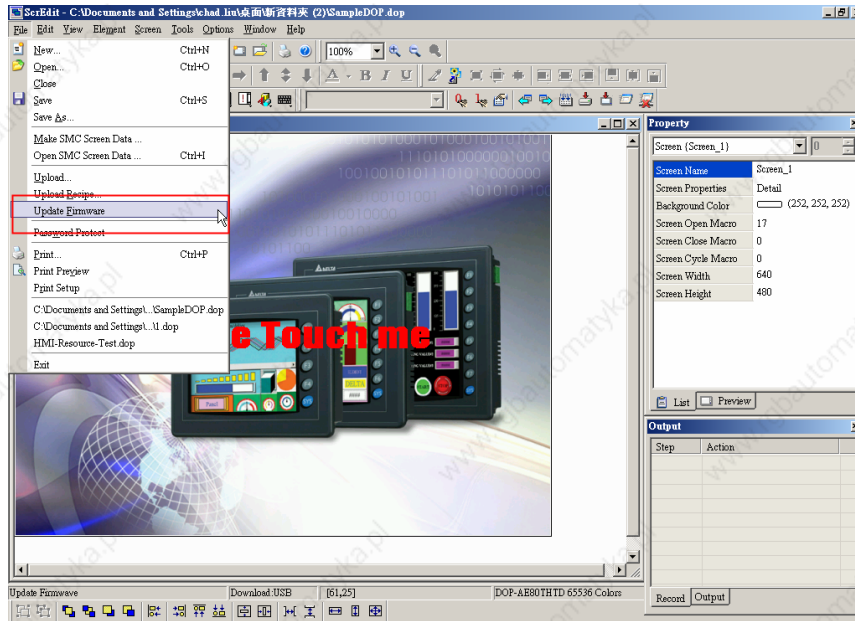 ScrEdit - C:\Documents and Settings\chad.liu\桌面\新資料夾 (2)\SampleDOP.dop
File Edit View Element Screen Tools Options Window Help
New... Ctrl+N
Open... Ctrl+O
Close
Save Ctrl+S
Save As...
Make SMC Screen Data ...
Open SMC Screen Data ... Ctrl+I
Upload...
Upload Recipe...
Update Firmware
Password Protect
Print... Ctrl+P
Print Preview
Print Setup
C:\Documents and Settings\...\SampleDOP.dop
C:\Documents and Settings\...\1.dop
HMI-Resource-Test.dop
Exit
100%
A B I U
e Touch me
DELTA
Property
Screen {Screen_1}
0
Screen Name Screen_1
Screen Properties Detail
Background Color (252, 252, 252)
Screen Open Macro 17
Screen Close Macro 0
Screen Cycle Macro 0
Screen Width 640
Screen Height 480
List Preview
Output
Step Action
Record Output
Update Firmwave Download:USB [61,25] DOP-AE80THTD 65536 Colors
www.rgbautomatyka.pl